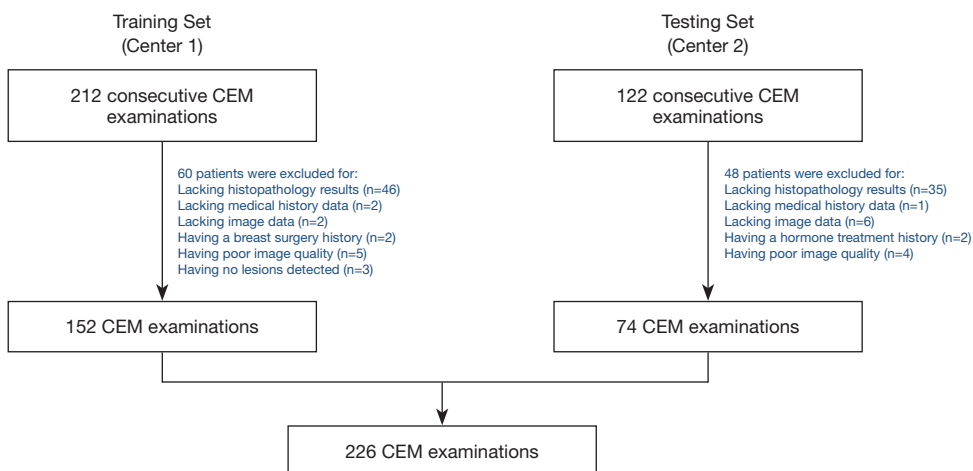 Training Set
(Center 1)
212 consecutive CEM
examinations
60 patients were excluded for:
Lacking histopathology results (n=46)
Lacking medical history data (n=2)
Lacking image data (n=2)
Having a breast surgery history (n=2)
Having poor image quality (n=5)
Having no lesions detected (n=3)
152 CEM examinations
Testing Set
(Center 2)
122 consecutive CEM
examinations
48 patients were excluded for:
Lacking histopathology results (n=35)
Lacking medical history data (n=1)
Lacking image data (n=6)
Having a hormone treatment history (n=2)
Having poor image quality (n=4)
74 CEM examinations
226 CEM examinations